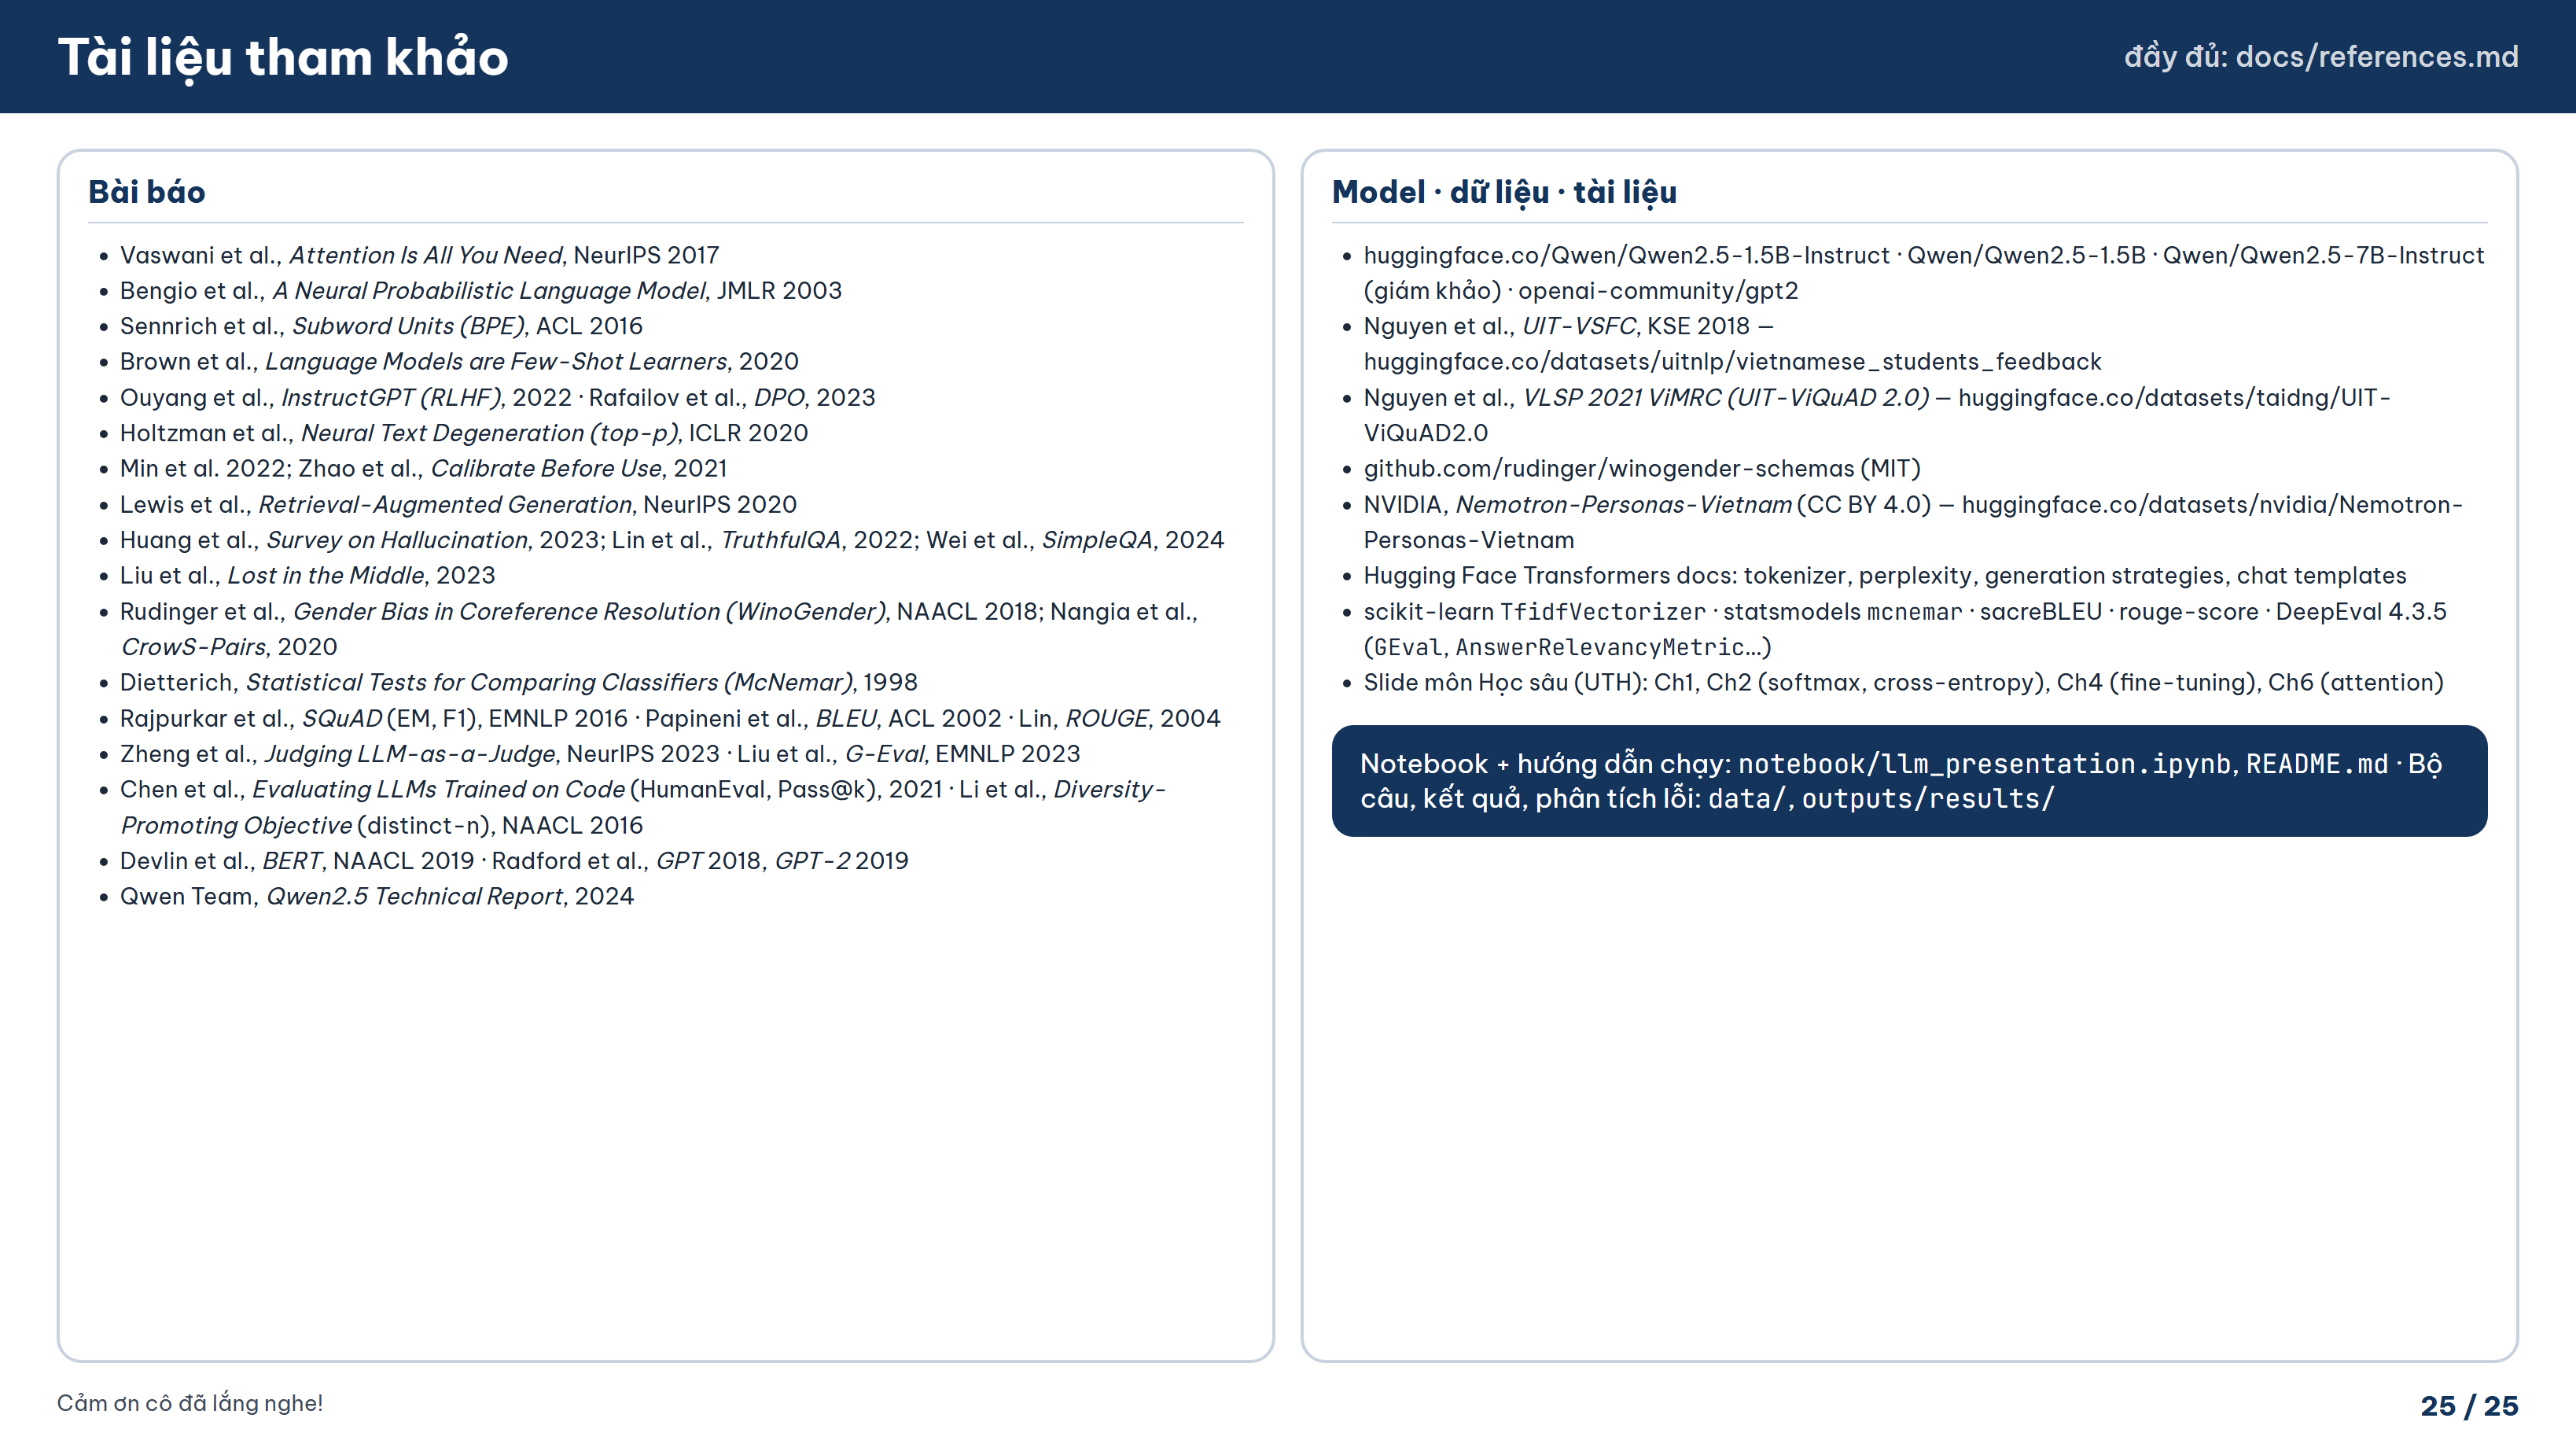 Tài liệu tham khảo
đầy đủ: docs/references.md
Bài báo
• Vaswani et al., Attention Is All You Need, NeurIPS 2017
• Bengio et al., A Neural Probabilistic Language Model, JMLR 2003
• Sennrich et al., Subword Units (BPE), ACL 2016
• Brown et al., Language Models are Few-Shot Learners, 2020
• Ouyang et al., InstructGPT (RLHF), 2022 · Rafailov et al., DPO, 2023
• Holtzman et al., Neural Text Degeneration (top-p), ICLR 2020
• Min et al. 2022; Zhao et al., Calibrate Before Use, 2021
• Lewis et al., Retrieval-Augmented Generation, NeurIPS 2020
• Huang et al., Survey on Hallucination, 2023; Lin et al., TruthfulQA, 2022; Wei et al., SimpleQA, 2024
• Liu et al., Lost in the Middle, 2023
• Rudinger et al., Gender Bias in Coreference Resolution (WinoGender), NAACL 2018; Nangia et al.,
CrowS-Pairs, 2020
• Dietterich, Statistical Tests for Comparing Classifiers (McNemar), 1998
• Rajpurkar et al., SQuAD (EM, F1), EMNLP 2016 · Papineni et al., BLEU, ACL 2002 · Lin, ROUGE, 2004
• Zheng et al., Judging LLM-as-a-Judge, NeurIPS 2023 · Liu et al., G-Eval, EMNLP 2023
• Chen et al., Evaluating LLMs Trained on Code (HumanEval, Pass@k), 2021 · Li et al., Diversity-
Promoting Objective (distinct-n), NAACL 2016
• Devlin et al., BERT, NAACL 2019 · Radford et al., GPT 2018, GPT-2 2019
• Qwen Team, Qwen2.5 Technical Report, 2024
Model · dữ liệu · tài liệu
• huggingface.co/Qwen/Qwen2.5-1.5B-Instruct · Qwen/Qwen2.5-1.5B · Qwen/Qwen2.5-7B-Instruct
(giám khảo) · openai-community/gpt2
• Nguyen et al., UIT-VSFC, KSE 2018 —
huggingface.co/datasets/uitnlp/vietnamese_students_feedback
• Nguyen et al., VLSP 2021 ViMRC (UIT-ViQuAD 2.0) — huggingface.co/datasets/taidng/UIT-
ViQuAD2.0
• github.com/rudinger/winogender-schemas (MIT)
• NVIDIA, Nemotron-Personas-Vietnam (CC BY 4.0) — huggingface.co/datasets/nvidia/Nemotron-
Personas-Vietnam
• Hugging Face Transformers docs: tokenizer, perplexity, generation strategies, chat templates
• scikit-learn TfidfVectorizer · statsmodels mcnemar · sacreBLEU · rouge-score · DeepEval 4.3.5
(GEval, AnswerRelevancyMetric…)
• Slide môn Học sâu (UTH): Ch1, Ch2 (softmax, cross-entropy), Ch4 (fine-tuning), Ch6 (attention)
Notebook + hướng dẫn chạy: notebook/llm_presentation.ipynb, README.md · Bộ
câu, kết quả, phân tích lỗi: data/, outputs/results/
Cảm ơn cô đã lắng nghe!
25 / 25